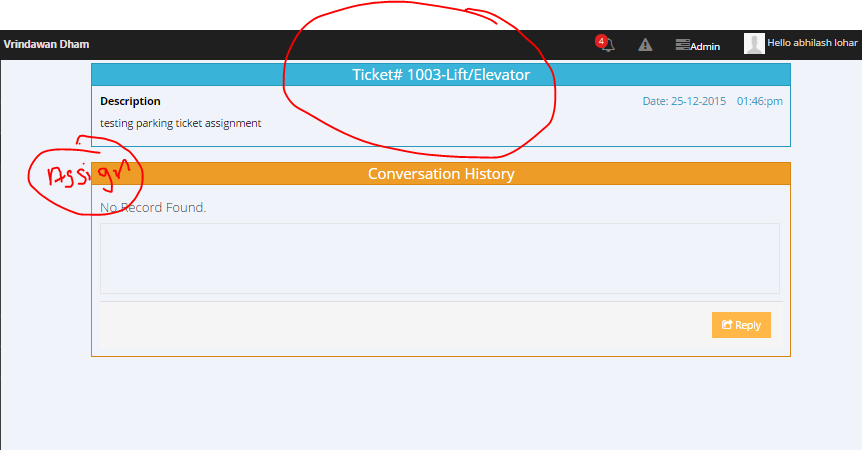 Vrindawan Dham
4
Admin
Hello abhilash lohar
Ticket# 1003-Lift/Elevator
Description
Date: 25-12-2015 01:46:pm
testing parking ticket assignment
Assign
Conversation History
No Record Found.
Reply